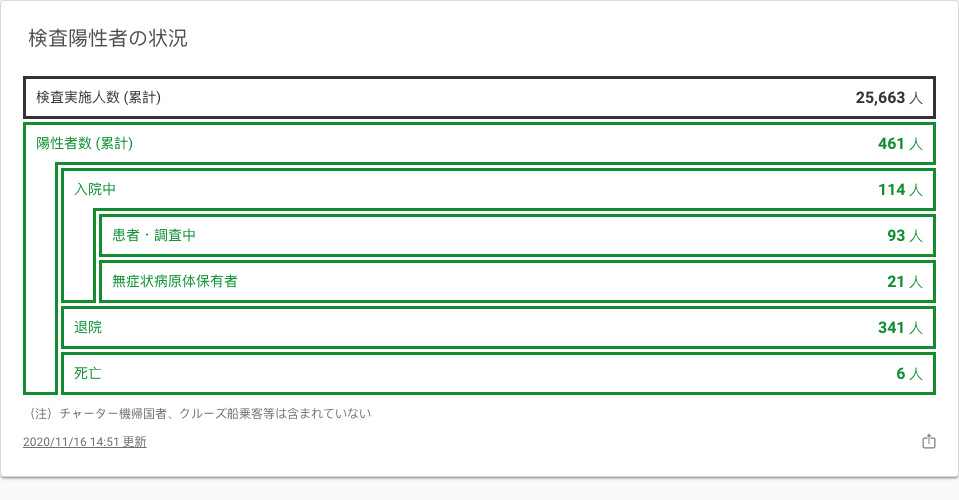 検査陽性者の状況
検査実施人数 (累計) 25,663 人
陽性者数 (累計) 461 人
入院中 114 人
患者・調査中 93 人
無症状病原体保有者 21 人
退院 341 人
死亡 6 人
（注）チャーター機帰国者、クルーズ船乗客等は含まれていない
2020/11/16 14:51 更新